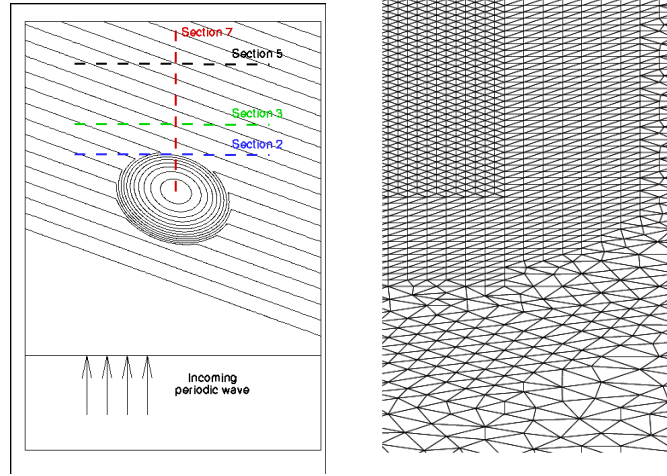 Section 7
Section 5
Section 3
Section 2
Incoming
periodic wave